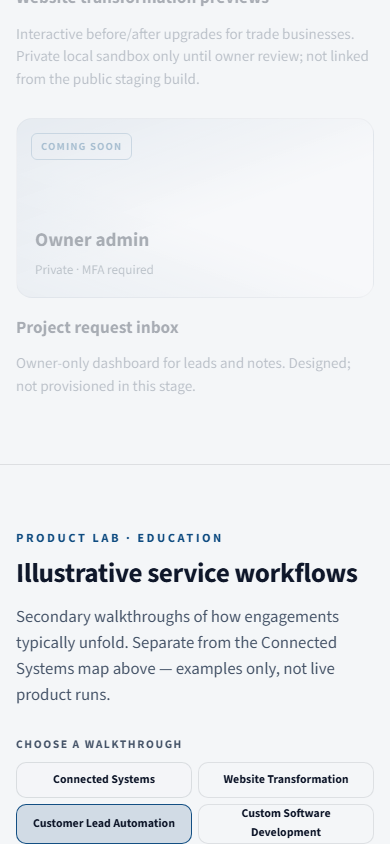 Website transformation previews
Interactive before/after upgrades for trade businesses.
Private local sandbox only until owner review; not linked
from the public staging build.
COMING SOON
Owner admin
Private · MFA required
Project request inbox
Owner-only dashboard for leads and notes. Designed;
not provisioned in this stage.
PRODUCT LAB · EDUCATION
Illustrative service workflows
Secondary walkthroughs of how engagements
typically unfold. Separate from the Connected
Systems map above — examples only, not live
product runs.
CHOOSE A WALKTHROUGH
Connected Systems
Website Transformation
Customer Lead Automation
Custom Software
Development